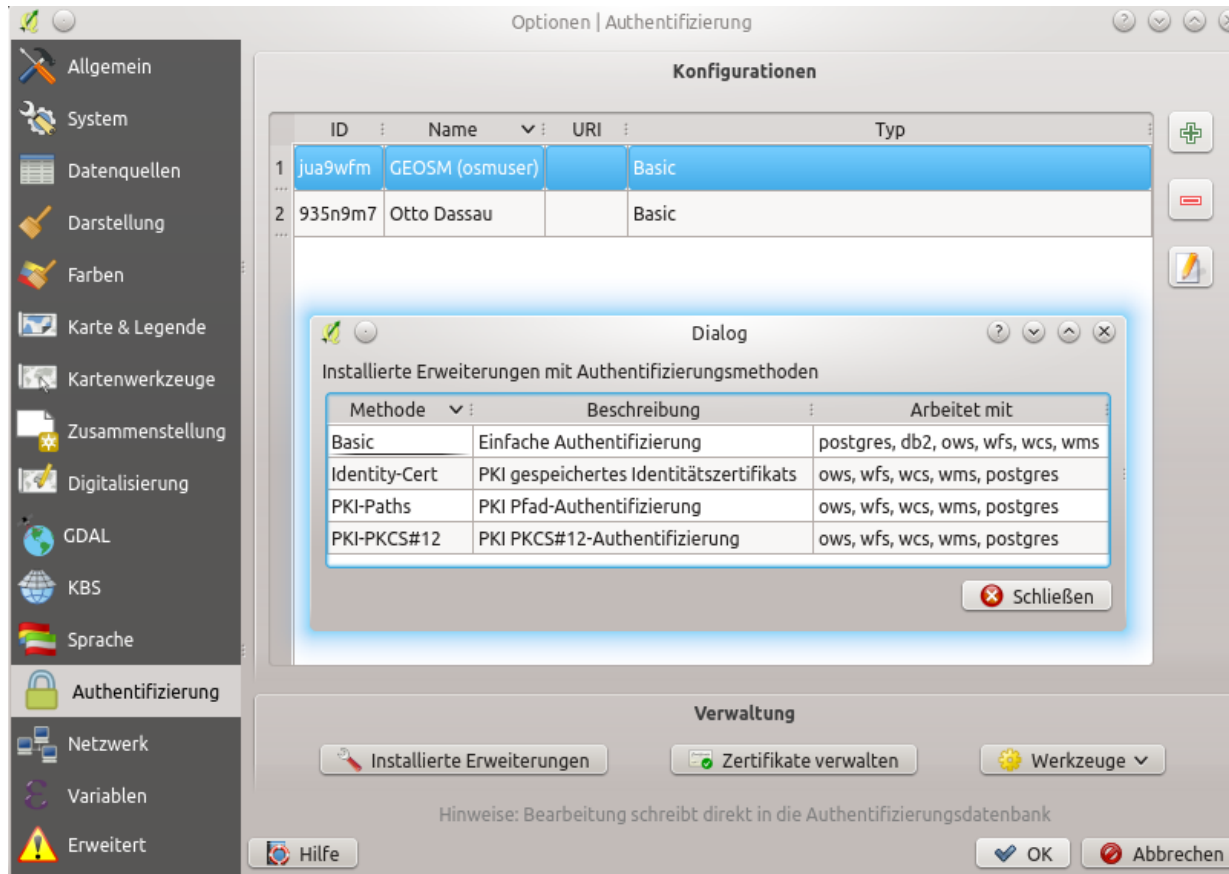 Optionen | Authentifizierung
Allgemein
System
Datenquellen
Darstellung
Farben
Karte & Legende
Kartenwerkzeuge
Zusammenstellung
Digitalisierung
GDAL
KBS
Sprache
Authentifizierung
Netzwerk
Variablen
Erweitert
Konfigurationen
ID Name URI Typ
1 jua9wfm GEOSM (osmuser) Basic
2 935n9m7 Otto Dassau Basic
Dialog
Installierte Erweiterungen mit Authentifizierungsmethoden
Methode Beschreibung Arbeitet mit
Basic Einfache Authentifizierung postgres, db2, ows, wfs, wcs, wms
Identity-Cert PKI gespeichertes Identitätszertifikats ows, wfs, wcs, wms, postgres
PKI-Paths PKI Pfad-Authentifizierung ows, wfs, wcs, wms, postgres
PKI-PKCS#12 PKI PKCS#12-Authentifizierung ows, wfs, wcs, wms, postgres
Schließen
Verwaltung
Installierte Erweiterungen Zertifikate verwalten Werkzeuge
Hinweise: Bearbeitung schreibt direkt in die Authentifizierungsdatenbank
Hilfe OK Abbrechen